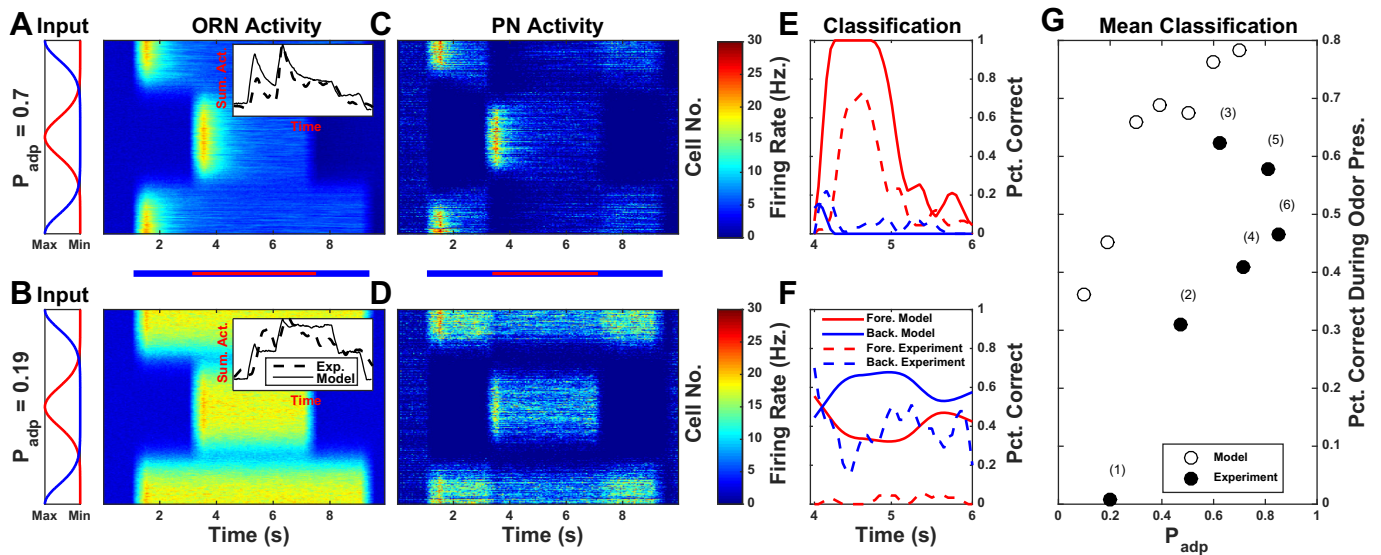 A
Input
ORN Activity
C
PN Activity
E
Classification
G
Mean Classification
P_adp = 0.7
Max
Min
Sum. Act.
Time
2
4
6
8
2
4
6
8
Cell No.
30
25
20
15
10
5
0
Firing Rate (Hz.)
1
0.8
0.6
0.4
0.2
0
Pct. Correct
4
5
6
B
Input
D
F
P_adp = 0.19
Max
Min
Sum. Act.
Exp.
Model
Time
2
4
6
8
Time (s)
2
4
6
8
Time (s)
Cell No.
30
25
20
15
10
5
0
Firing Rate (Hz.)
Fore. Model
Back. Model
Fore. Experiment
Back. Experiment
1
0.8
0.6
0.4
0.2
0
Pct. Correct
4
5
6
Time (s)
(3)
(5)
(6)
(4)
(2)
(1)
Model
Experiment
0.8
0.7
0.6
0.5
0.4
0.3
0.2
0.1
0
Pct. Correct During Odor Pres.
0
0.2
0.4
0.6
0.8
1
P_adp